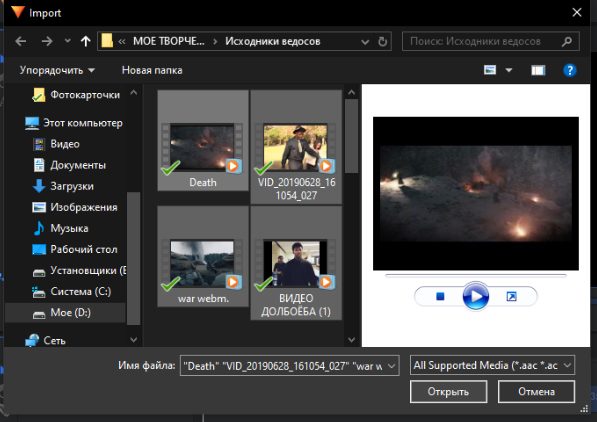 Import
« МОЕ ТВОРЧЕ... › Исходники ведосов
Поиск: Исходники ведосов
Упорядочить
Новая папка
Фотокарточки
Этот компьютер
Видео
Документы
Загрузки
Изображения
Музыка
Рабочий стол
Установщики (E
Система (C:)
Мое (D:)
Сеть
Death
VID_20190628_161
054_027
war webm.
ВИДЕО
ДОЛБОЁБА (1)
Имя файла:
"Death" "VID_20190628_161054_027" "war w
All Supported Media (*.aac *.ac
Открыть
Отмена